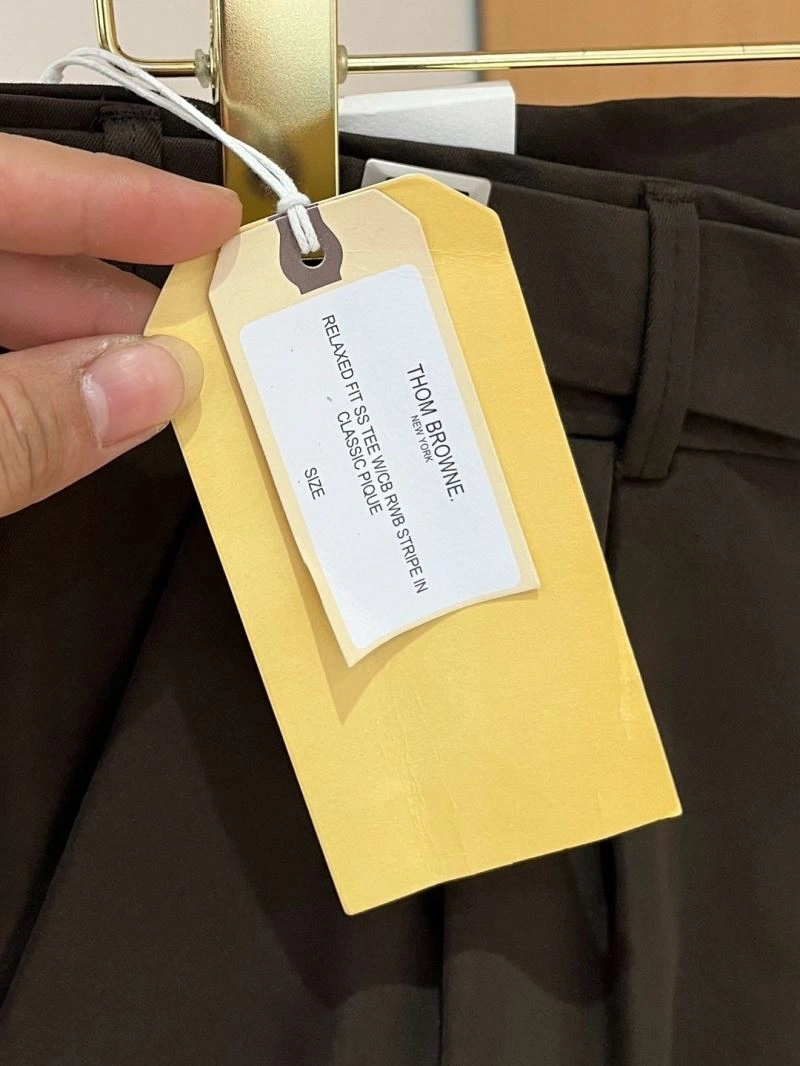 THOM BROWNE.
NEW YORK
RELAXED FIT SS TEE W/CB RWB STRIPE IN
CLASSIC PIQUE
SIZE